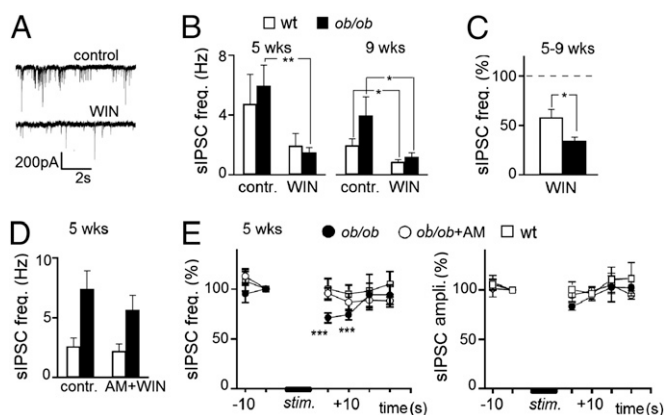 A
control
WIN
200pA
2s
B
wt
ob/ob
5 wks
9 wks
sIPSC freq. (Hz)
8
4
0
**
*
*
contr. WIN contr. WIN
C
5-9 wks
sIPSC freq. (%)
100
50
0
*
WIN
D
5 wks
sIPSC freq. (Hz)
10
5
0
contr. AM+WIN
E
5 wks
ob/ob
ob/ob+AM
wt
sIPSC freq. (%)
100
50
0
***
***
-10 stim. +10 time(s)
sIPSC ampli. (%)
100
50
0
-10 stim. +10 time(s)